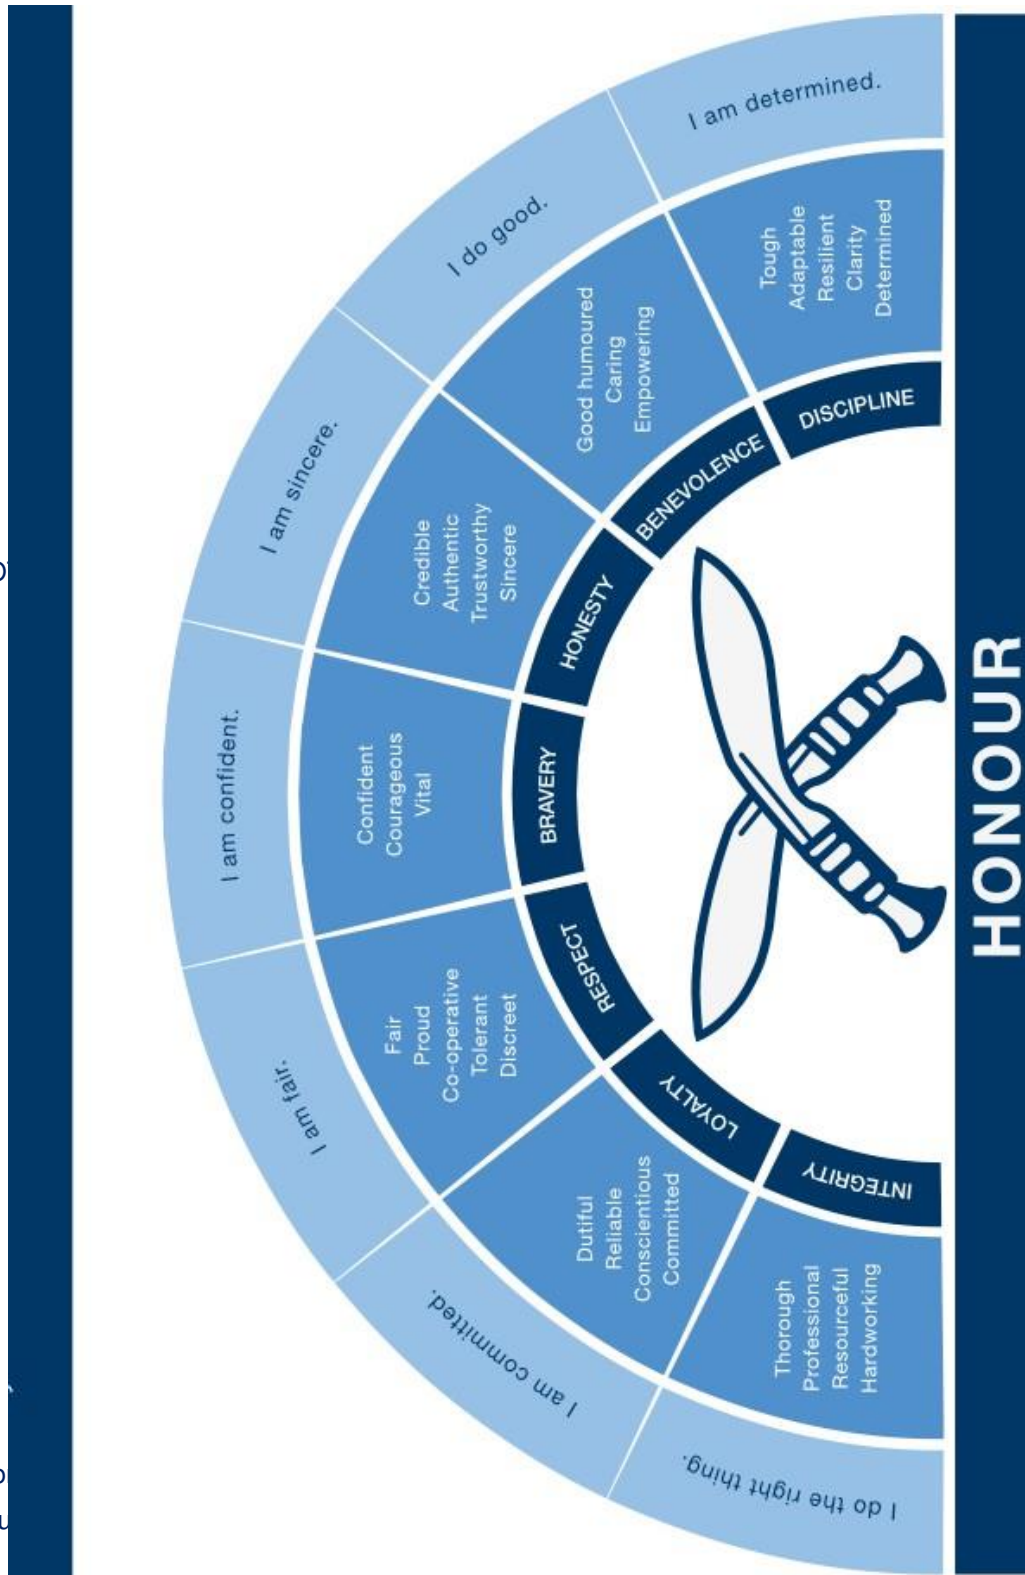 I do the right thing.
I am committed.
I am fair.
I am confident.
I am sincere.
I do good.
I am determined.
Thorough
Professional
Resourceful
Hardworking
Dutiful
Reliable
Conscientious
Committed
Fair
Proud
Co-operative
Tolerant
Discreet
Confident
Courageous
Vital
Credible
Authentic
Trustworthy
Sincere
Good humoured
Caring
Empowering
Tough
Adaptable
Resilient
Clarity
Determined
INTEGRITY
LOYALTY
RESPECT
BRAVERY
HONESTY
BENEVOLENCE
DISCIPLINE
HONOUR